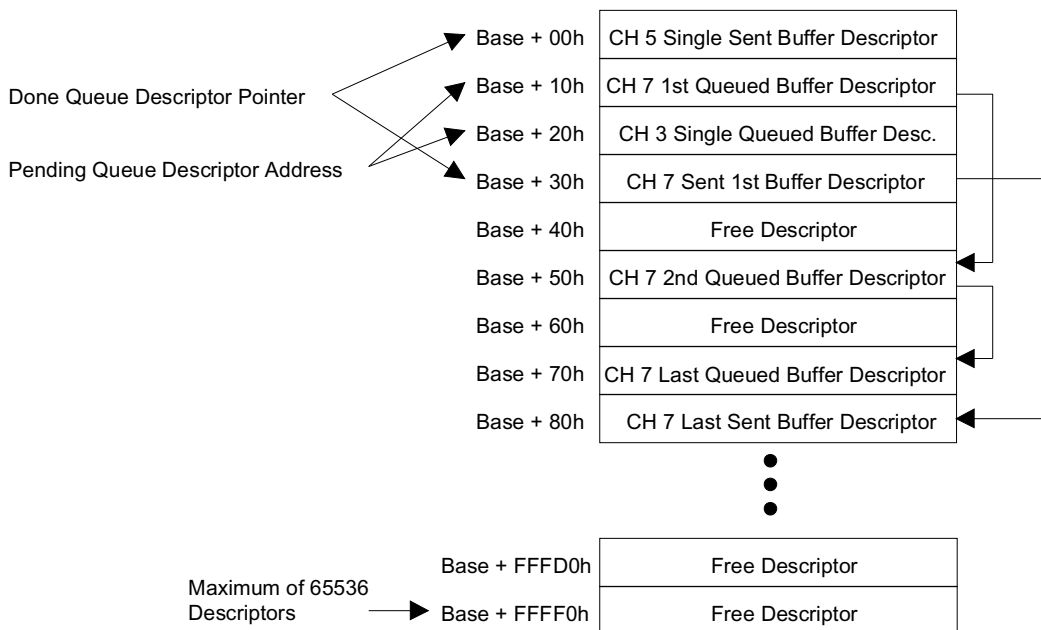 Base + 00h CH 5 Single Sent Buffer Descriptor
Done Queue Descriptor Pointer
Base + 10h CH 7 1st Queued Buffer Descriptor
Base + 20h CH 3 Single Queued Buffer Desc.
Pending Queue Descriptor Address
Base + 30h CH 7 Sent 1st Buffer Descriptor
Base + 40h Free Descriptor
Base + 50h CH 7 2nd Queued Buffer Descriptor
Base + 60h Free Descriptor
Base + 70h CH 7 Last Queued Buffer Descriptor
Base + 80h CH 7 Last Sent Buffer Descriptor
Base + FFFD0h Free Descriptor
Maximum of 65536
Descriptors
Base + FFFF0h Free Descriptor